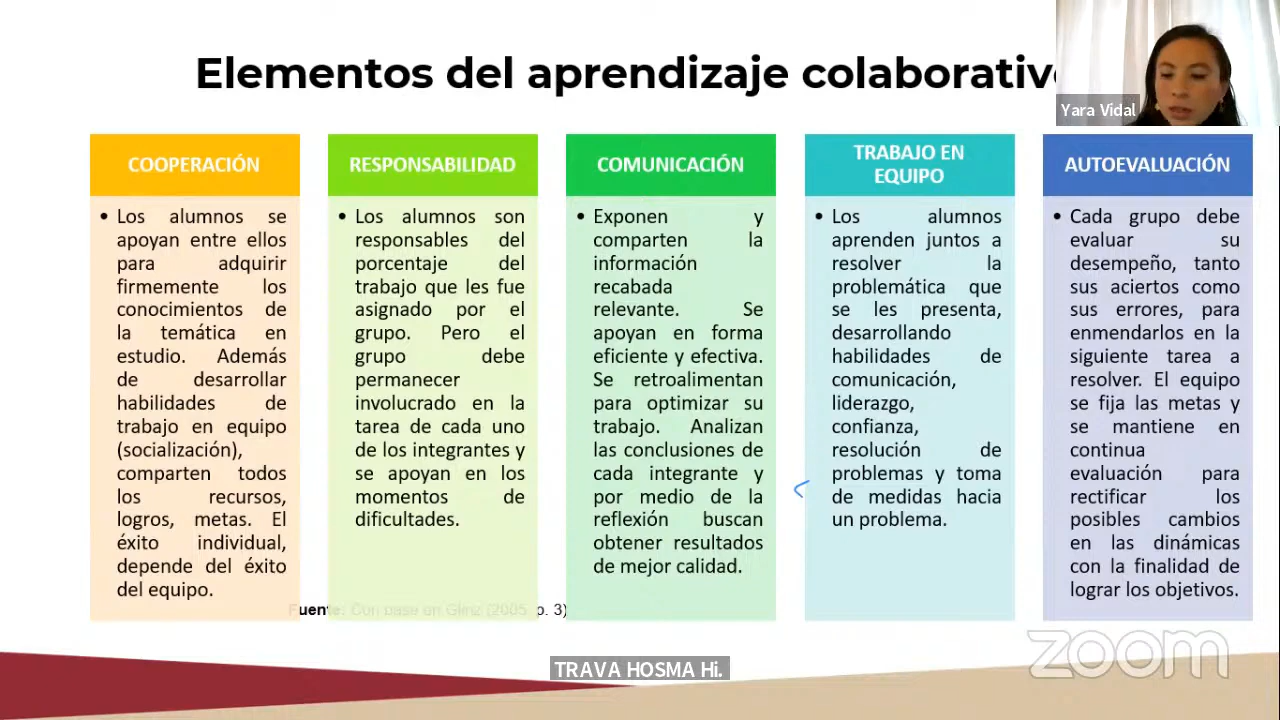 Elementos del aprendizaje colaborativo
Yara Vidal
COOPERACIÓN
Los alumnos se
apoyan entre ellos
para adquirir
firmemente los
conocimientos de
la temática en
estudio. Además
de desarrollar
habilidades de
trabajo en equipo
(socialización),
comparten todos
los recursos,
logros, metas. El
éxito individual,
depende del éxito
del equipo.
RESPONSABILIDAD
Los alumnos son
responsables del
porcentaje del
trabajo que les fue
asignado por el
grupo. Pero el
grupo debe
permanecer
involucrado en la
tarea de cada uno
de los integrantes y
se apoyan en los
momentos de
dificultades.
COMUNICACIÓN
Exponen y
comparten la
información
recabada
relevante. Se
apoyan en forma
eficiente y efectiva.
Se retroalimentan
para optimizar su
trabajo. Analizan
las conclusiones de
cada integrante y
por medio de la
reflexión buscan
obtener resultados
de mejor calidad.
TRABAJO EN
EQUIPO
Los alumnos
aprenden juntos a
resolver la
problemática que
se les presenta,
desarrollando
habilidades de
comunicación,
liderazgo,
confianza,
resolución de
problemas y toma
de medidas hacia
un problema.
AUTOEVALUACIÓN
Cada grupo debe
evaluar su
desempeño, tanto
sus aciertos como
sus errores, para
enmendarlos en la
siguiente tarea a
resolver. El equipo
se fija las metas y
se mantiene en
continua
evaluación para
rectificar los
posibles cambios
en las dinámicas
con la finalidad de
lograr los objetivos.
Fuente: Con base en Glinz (2005, p. 3)
zoom
TRAVA HOSMA Hi.